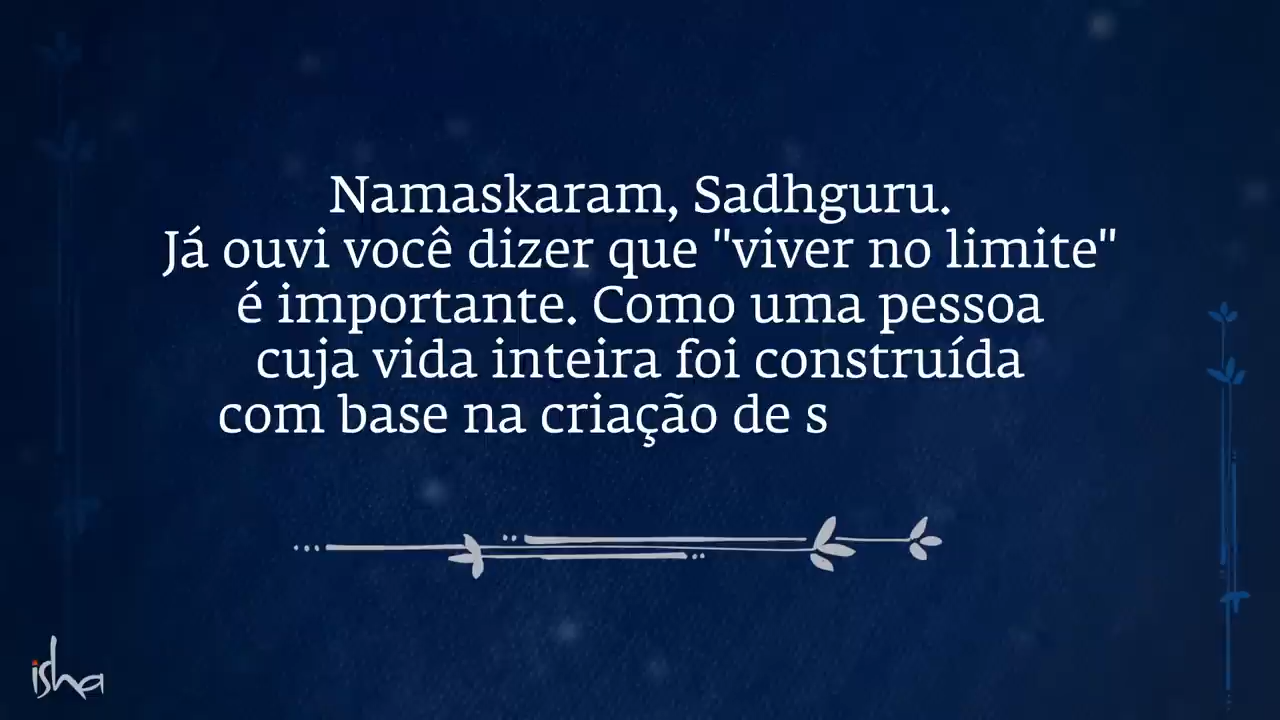 Namaskaram, Sadhguru.
Já ouvi você dizer que "viver no limite"
é importante. Como uma pessoa
cuja vida inteira foi construída
com base na criação de s
isha